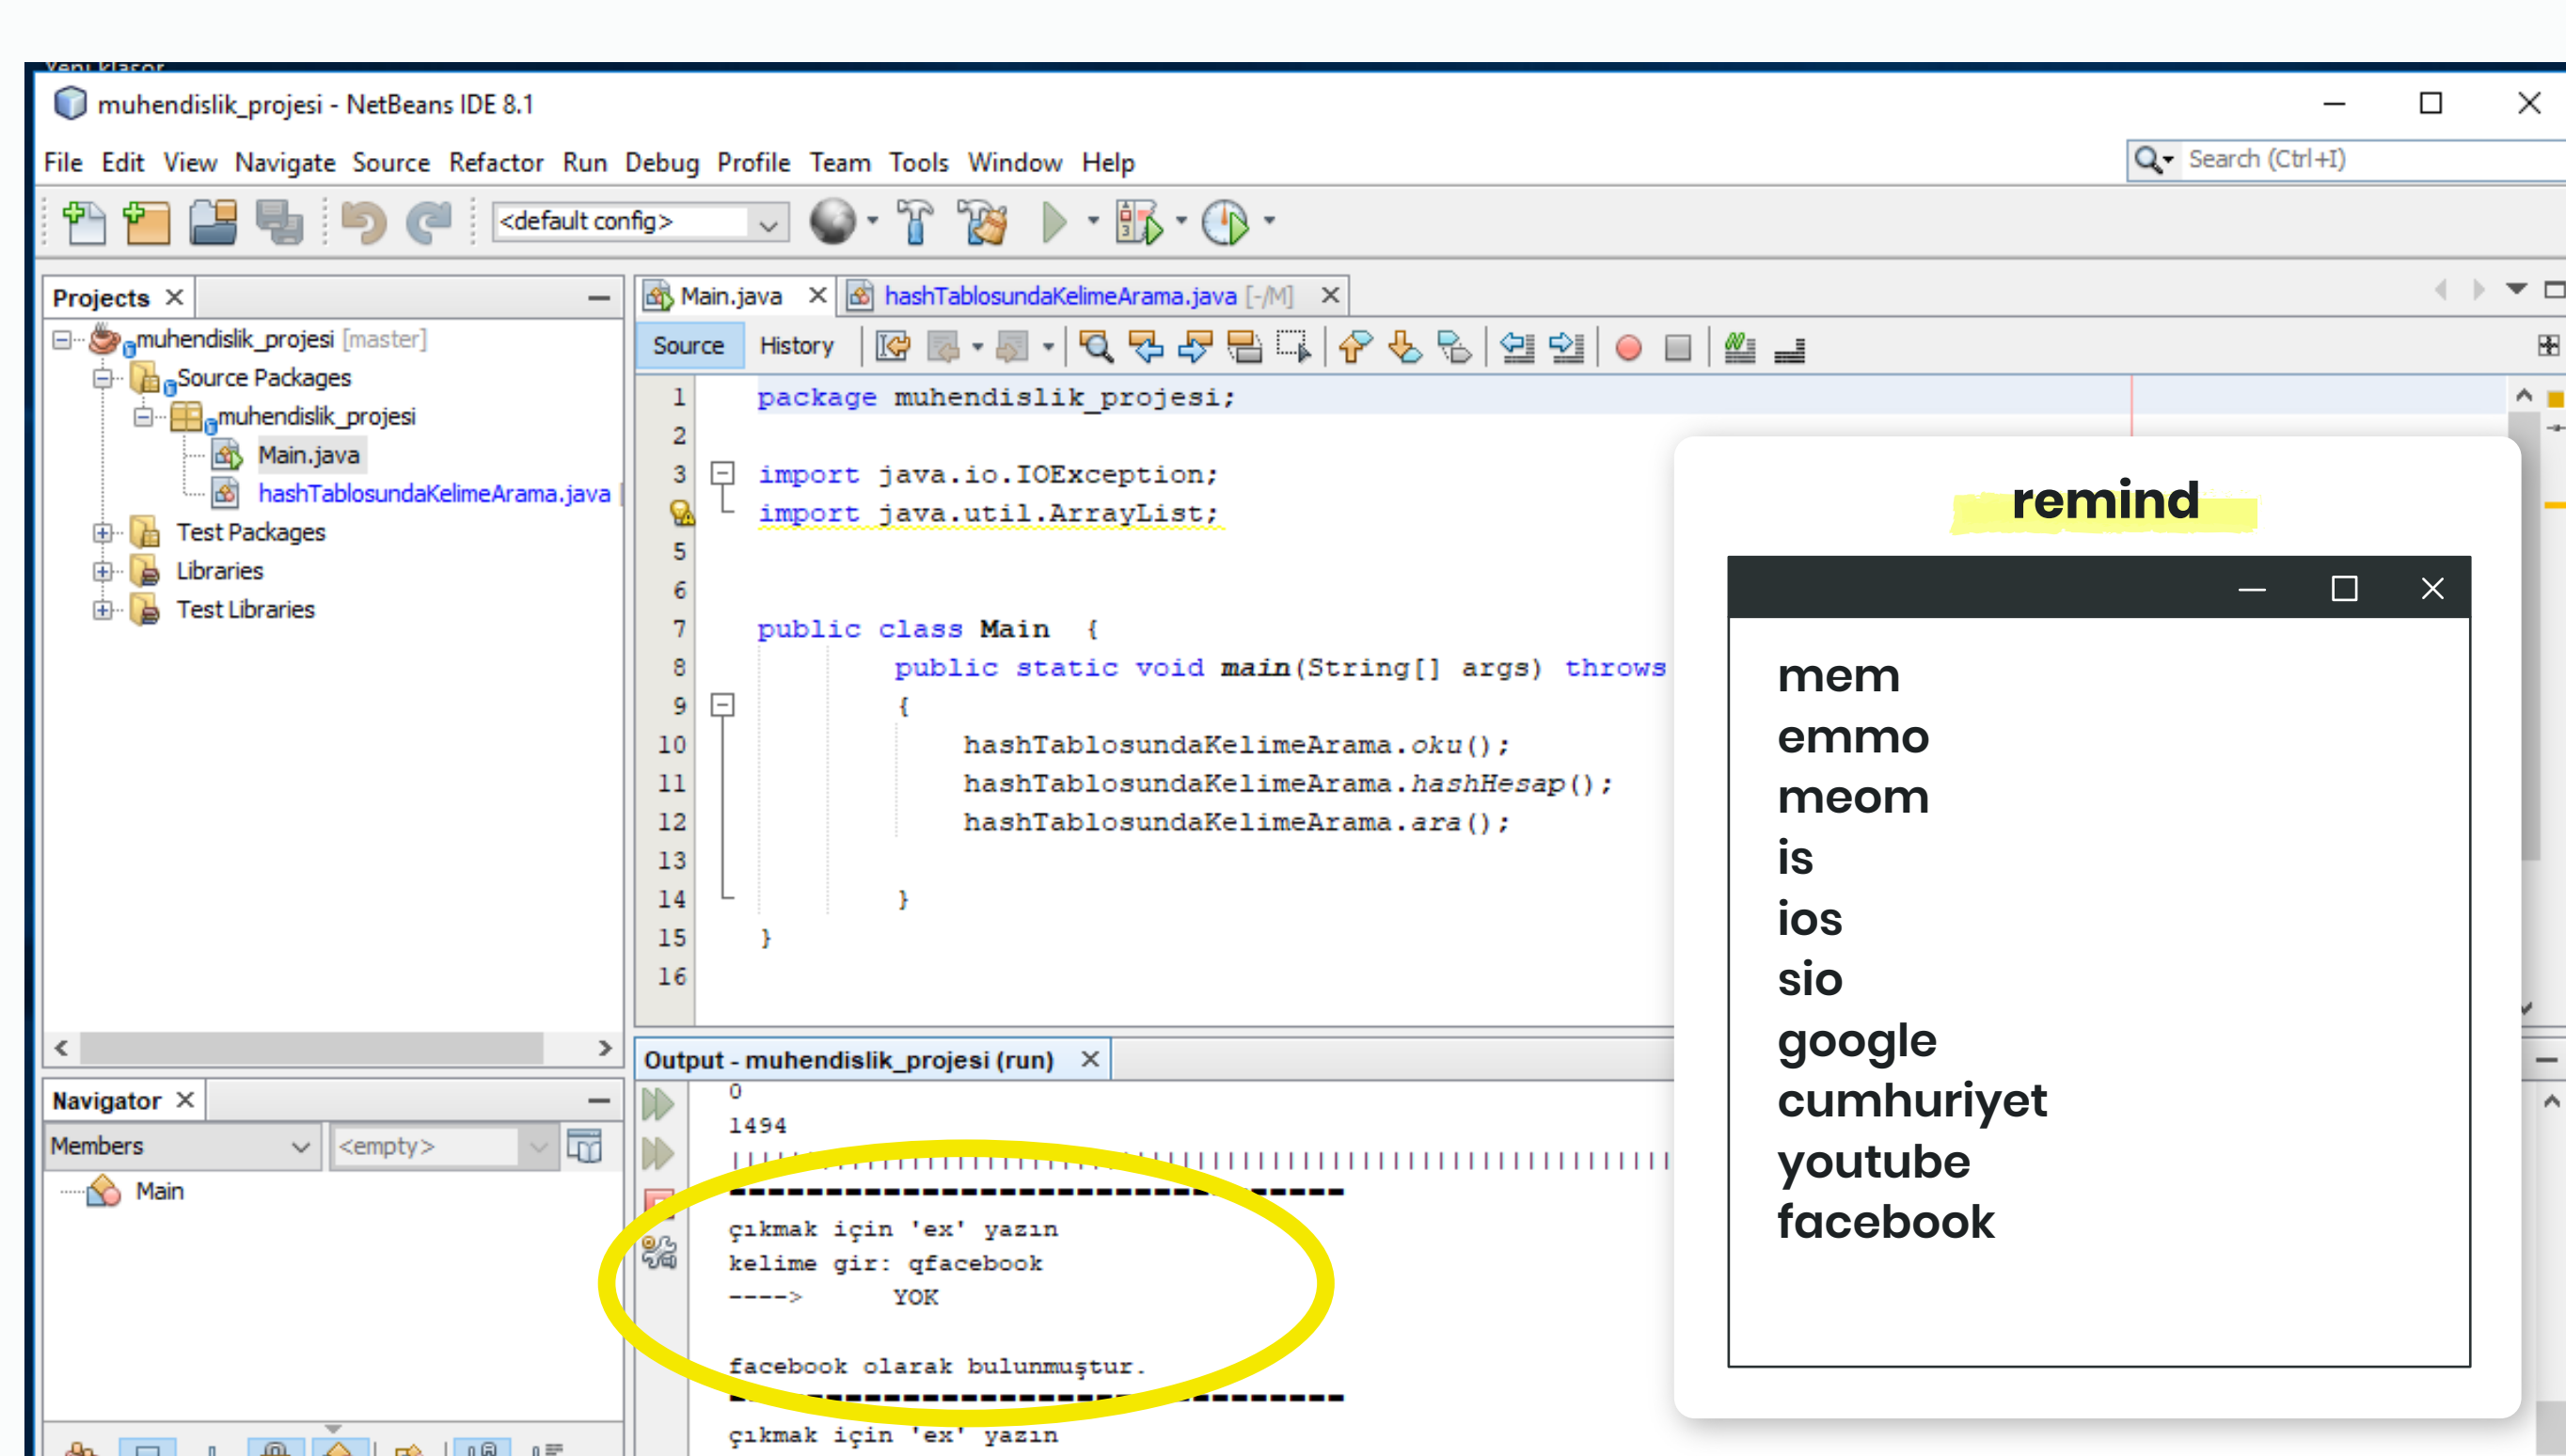 Yeni klasör
muhendislik_projesi - NetBeans IDE 8.1
File Edit View Navigate Source Refactor Run Debug Profile Team Tools Window Help
Search (Ctrl+I)
<default config>
Projects
muhendislik_projesi [master]
Source Packages
muhendislik_projesi
Main.java
hashTablosundaKelimeArama.java [
Test Packages
Libraries
Test Libraries
Navigator
Members
<empty>
Main
Main.java
hashTablosundaKelimeArama.java [-/M]
Source History
1 package muhendislik_projesi;
2
3 import java.io.IOException;
import java.util.ArrayList;
5
6
7 public class Main {
8 public static void main(String[] args) throws
9 {
10 hashTablosundaKelimeArama.oku();
11 hashTablosundaKelimeArama.hashHesap();
12 hashTablosundaKelimeArama.ara();
13
14 }
15 }
16
Output - muhendislik_projesi (run)
0
1494
çıkmak için 'ex' yazın
kelime gir: qfacebook
----> YOK
facebook olarak bulunmuştur.
çıkmak için 'ex' yazın
remind
mem
emmo
meom
is
ios
sio
google
cumhuriyet
youtube
facebook